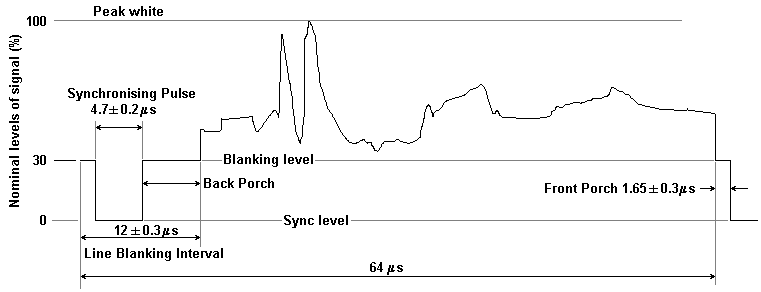 Peak white
100
Nominal levels of signal (%)
Synchronising Pulse
4.7±0.2μs
30
Blanking level
Back Porch
Front Porch 1.65±0.3μs
0
Sync level
12±0.3μs
Line Blanking Interval
64 μs